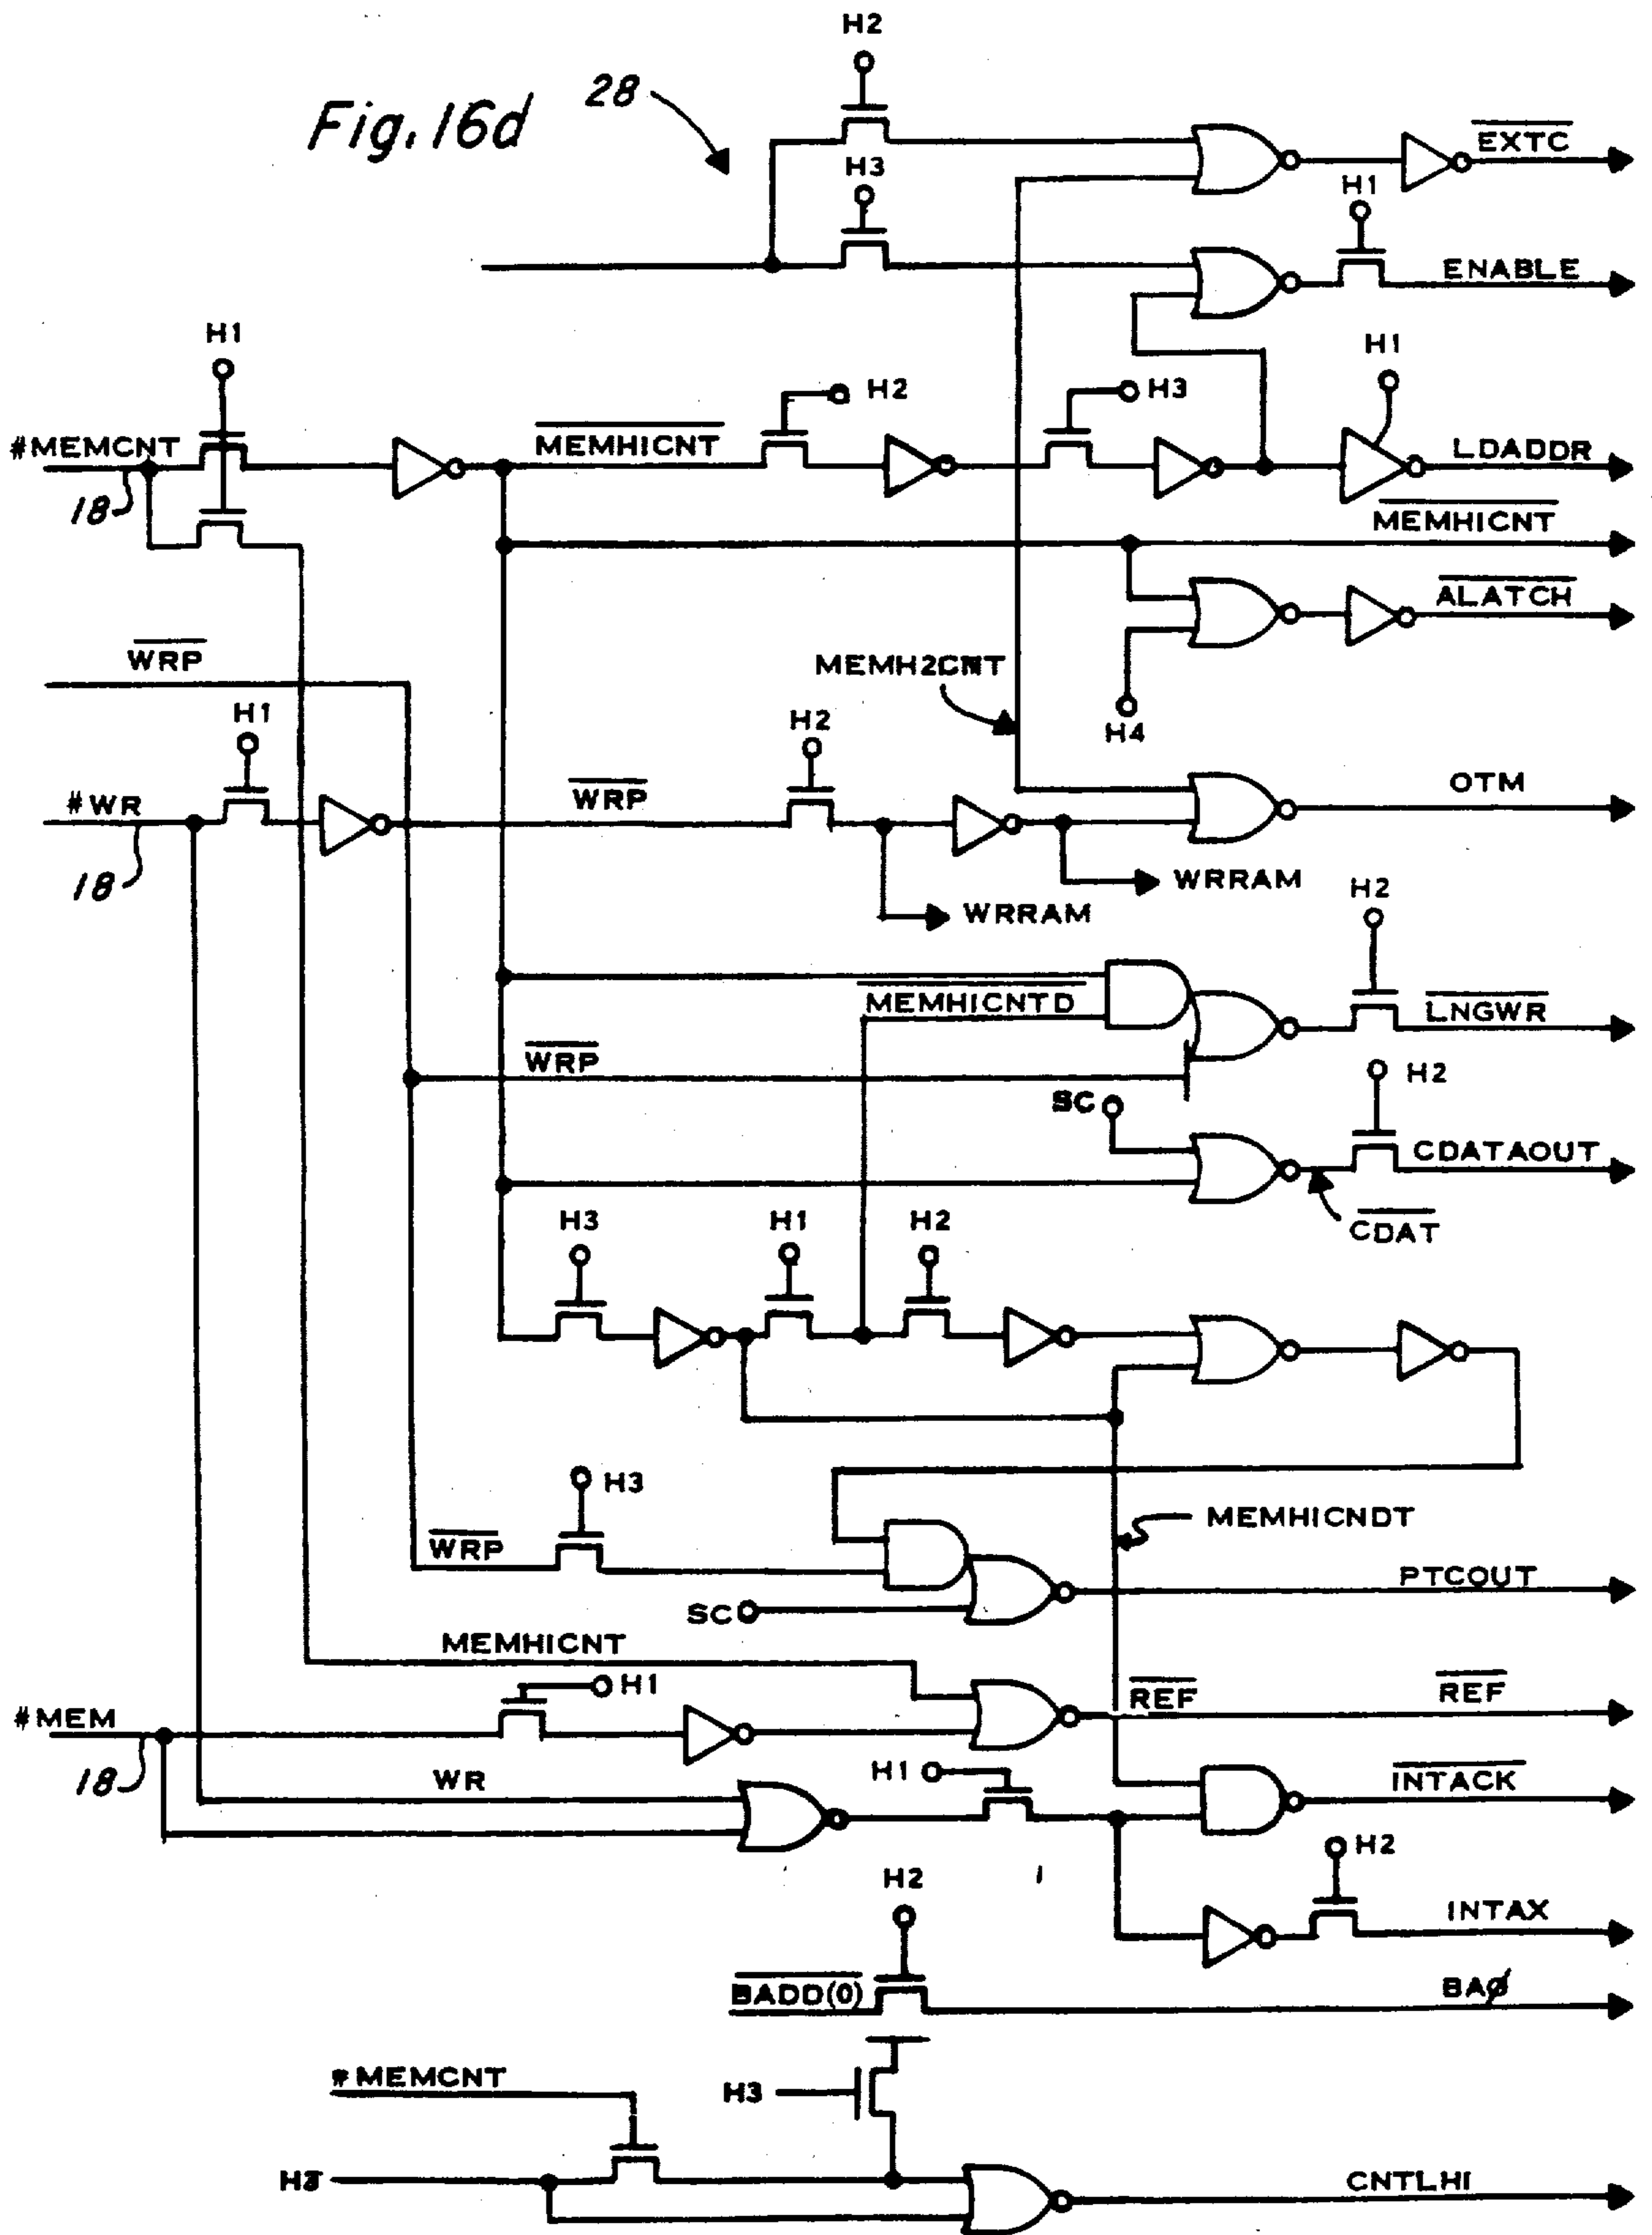 H2
Fig. 16d
28
EXTC
H3
H1
ENABLE
H1
H1
#MEMCNT
18
MEMHICNT
H2
H3
LDADDR
MEMHICNT
ALATCH
WRP
MEMH2CNT
H4
H1
H2
#WR
18
WRP
OTM
WRRAM
WRRAM
H2
MEMHICNTD
LNGWR
WRP
SC
H2
CDATAOUT
CDAT
H3
H1
H2
H3
MEMHICNDT
WRP
PTCOUT
SC
MEMHICNT
H1
#MEM
18
REF
REF
WR
H1
INTACK
H2
H2
INTAX
BADD(0)
BAØ
#MEMCNT
H3
H3
CNTLHI